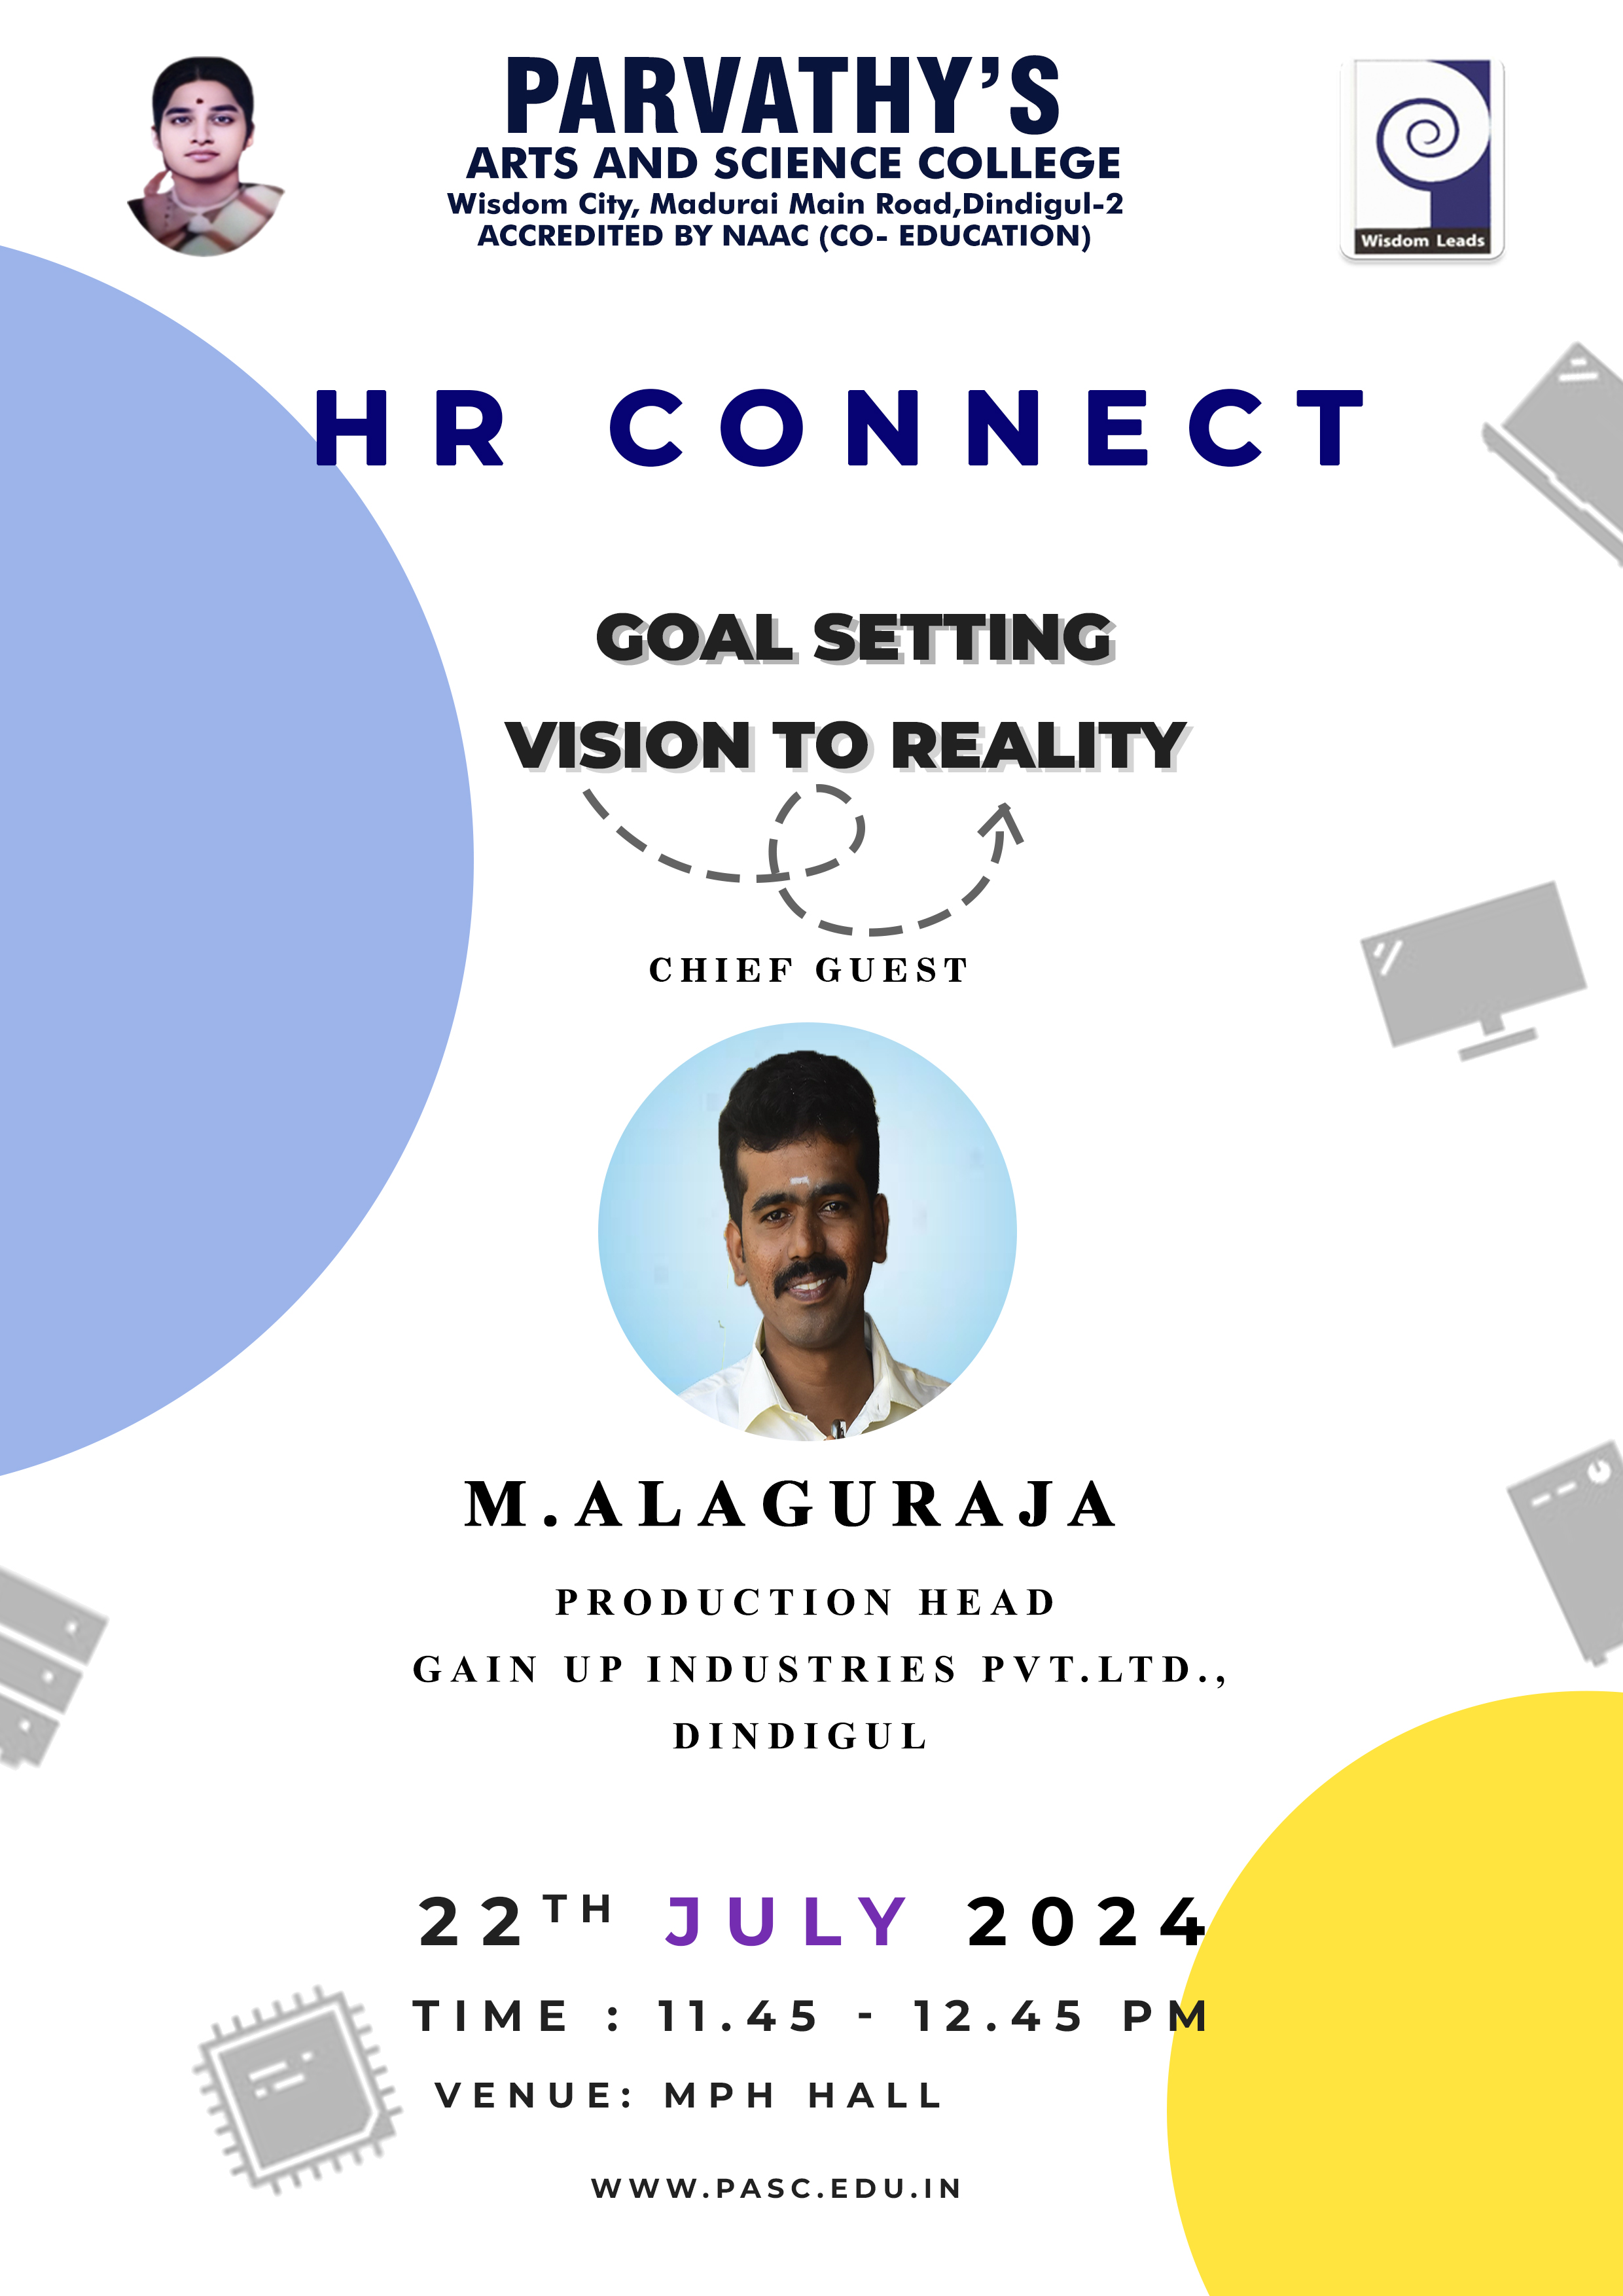 PARVATHY’S
ARTS AND SCIENCE COLLEGE
Wisdom City, Madurai Main Road,Dindigul-2
ACCREDITED BY NAAC (CO- EDUCATION)
Wisdom Leads
HR CONNECT
GOAL SETTING
VISION TO REALITY
CHIEF GUEST
M.ALAGURAJA
PRODUCTION HEAD
GAIN UP INDUSTRIES PVT.LTD.,
DINDIGUL
22TH JULY 2024
TIME : 11.45 - 12.45 PM
VENUE: MPH HALL
WWW.PASC.EDU.IN